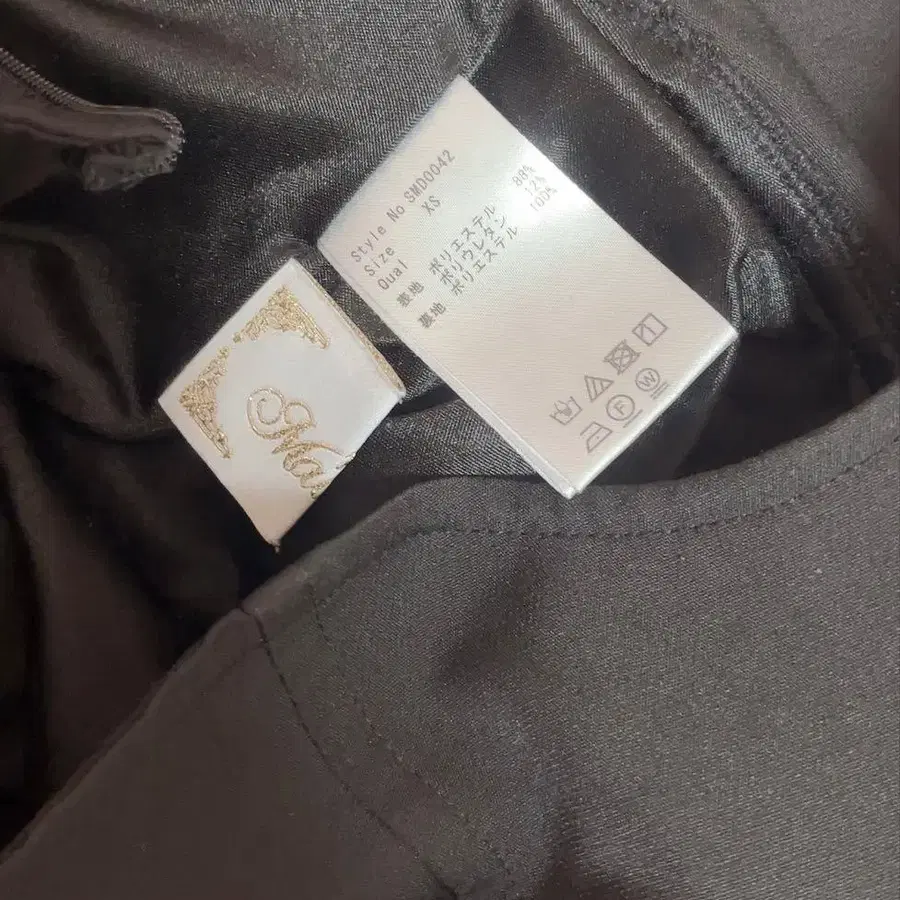 Style No SMD0042
Size XS
Qual
表地 ポリエステル 88%
ポリウレタン 12%
裏地 ポリエステル 100%
F
W
Ma